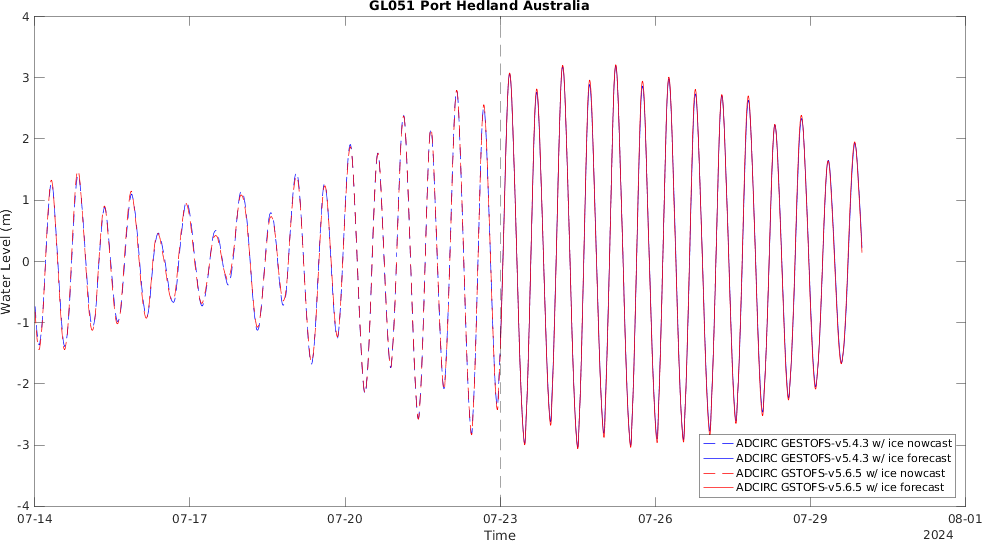 GL051 Port Hedland Australia
4
3
2
1
0
-1
-2
-3
-4
Water Level (m)
ADCIRC GESTOFS-v5.4.3 w/ ice nowcast
ADCIRC GESTOFS-v5.4.3 w/ ice forecast
ADCIRC GSTOFS-v5.6.5 w/ ice nowcast
ADCIRC GSTOFS-v5.6.5 w/ ice forecast
07-14 07-17 07-20 07-23 07-26 07-29 08-01
Time
2024